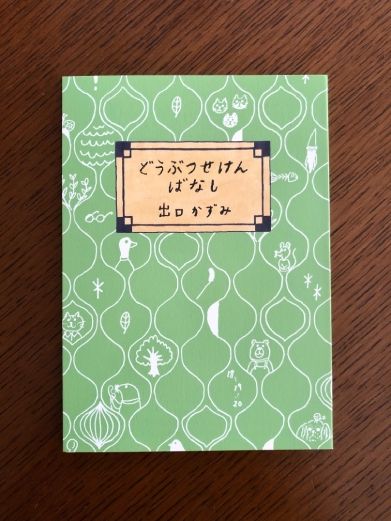 どうぶつせけん
ばなし
出口かずみ